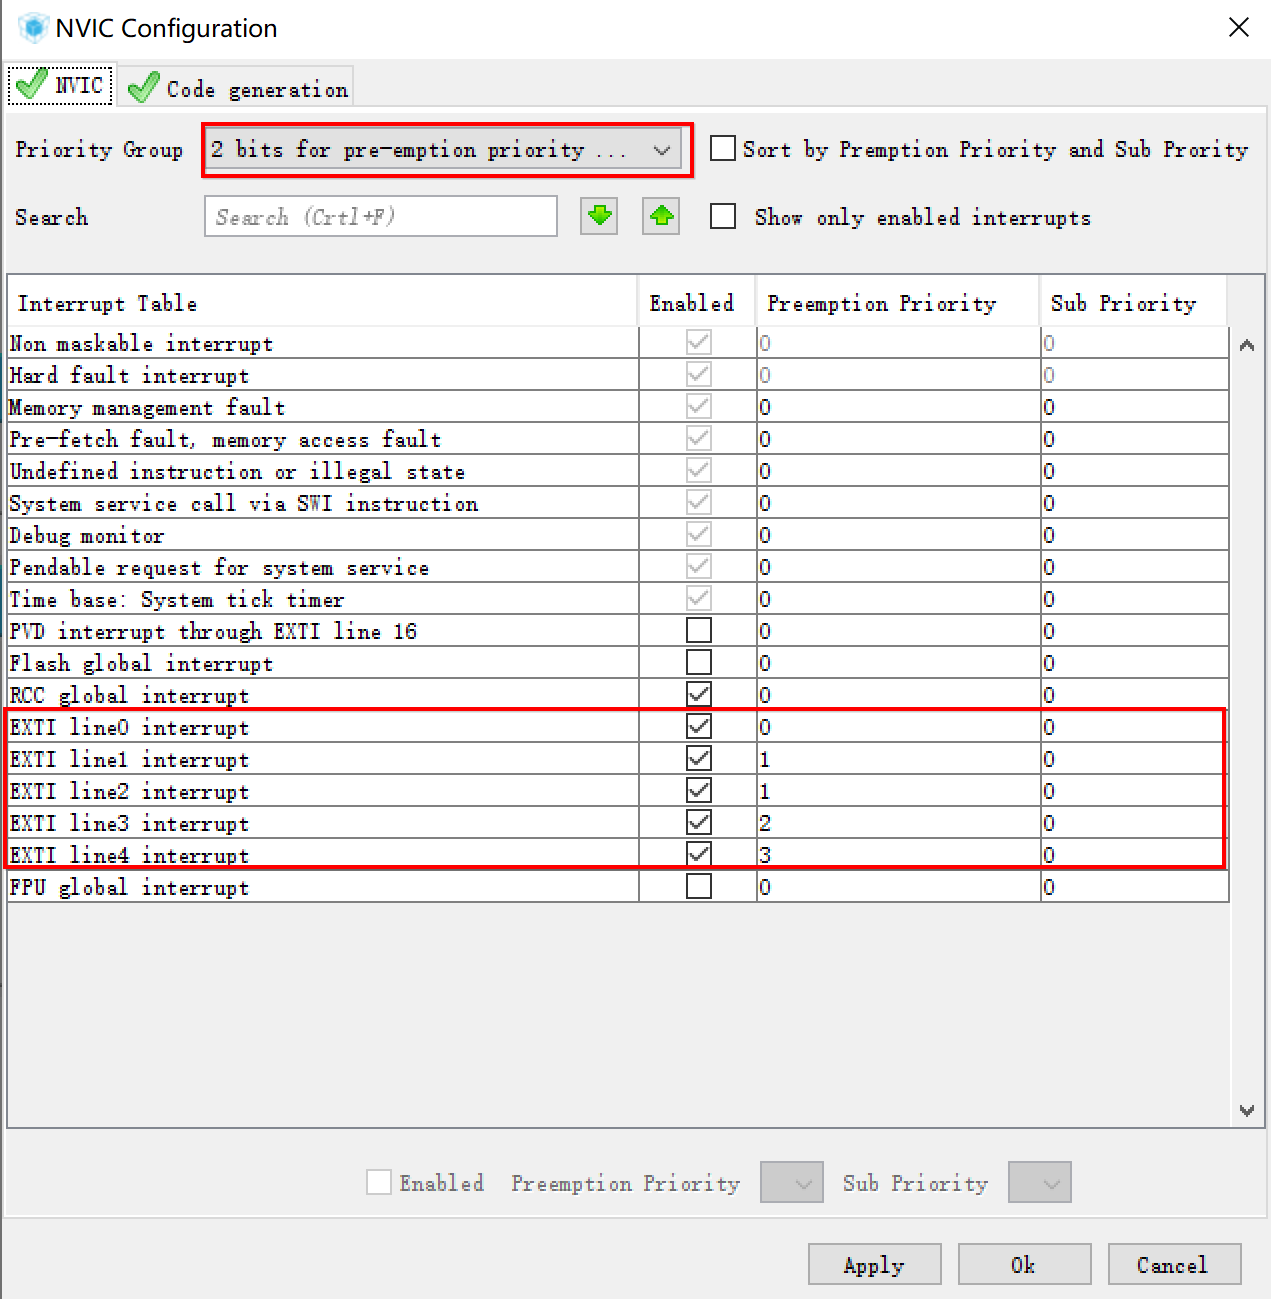 NVIC Configuration
NVIC Code generation
Priority Group 2 bits for pre-emption priority ... Sort by Premption Priority and Sub Prority
Search Search (Crtl+F) Show only enabled interrupts
Interrupt Table Enabled Preemption Priority Sub Priority
Non maskable interrupt 0 0
Hard fault interrupt 0 0
Memory management fault 0 0
Pre-fetch fault, memory access fault 0 0
Undefined instruction or illegal state 0 0
System service call via SWI instruction 0 0
Debug monitor 0 0
Pendable request for system service 0 0
Time base: System tick timer 0 0
PVD interrupt through EXTI line 16 0 0
Flash global interrupt 0 0
RCC global interrupt 0 0
EXTI line0 interrupt 0 0
EXTI line1 interrupt 1 0
EXTI line2 interrupt 1 0
EXTI line3 interrupt 2 0
EXTI line4 interrupt 3 0
FPU global interrupt 0 0
Enabled Preemption Priority Sub Priority
Apply Ok Cancel